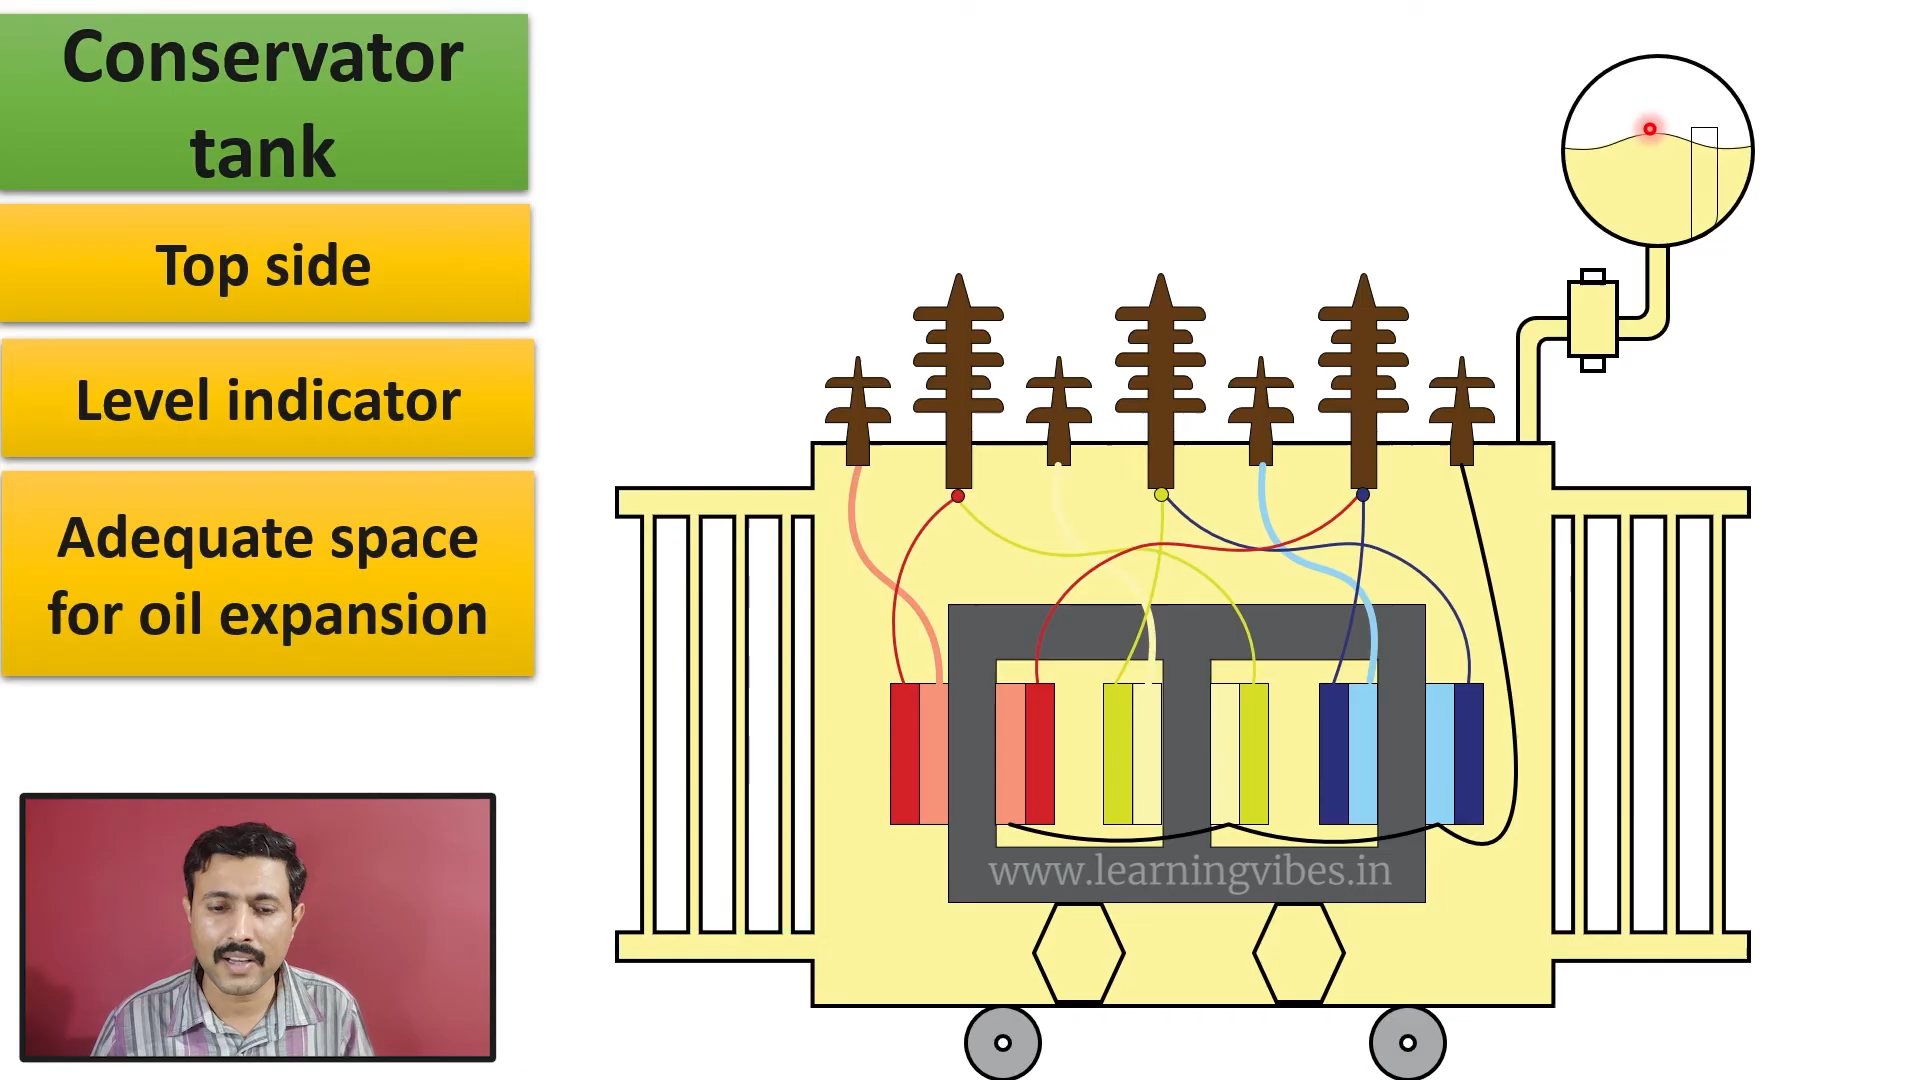 Conservator
tank
Top side
Level indicator
Adequate space
for oil expansion
www.learningvibes.in